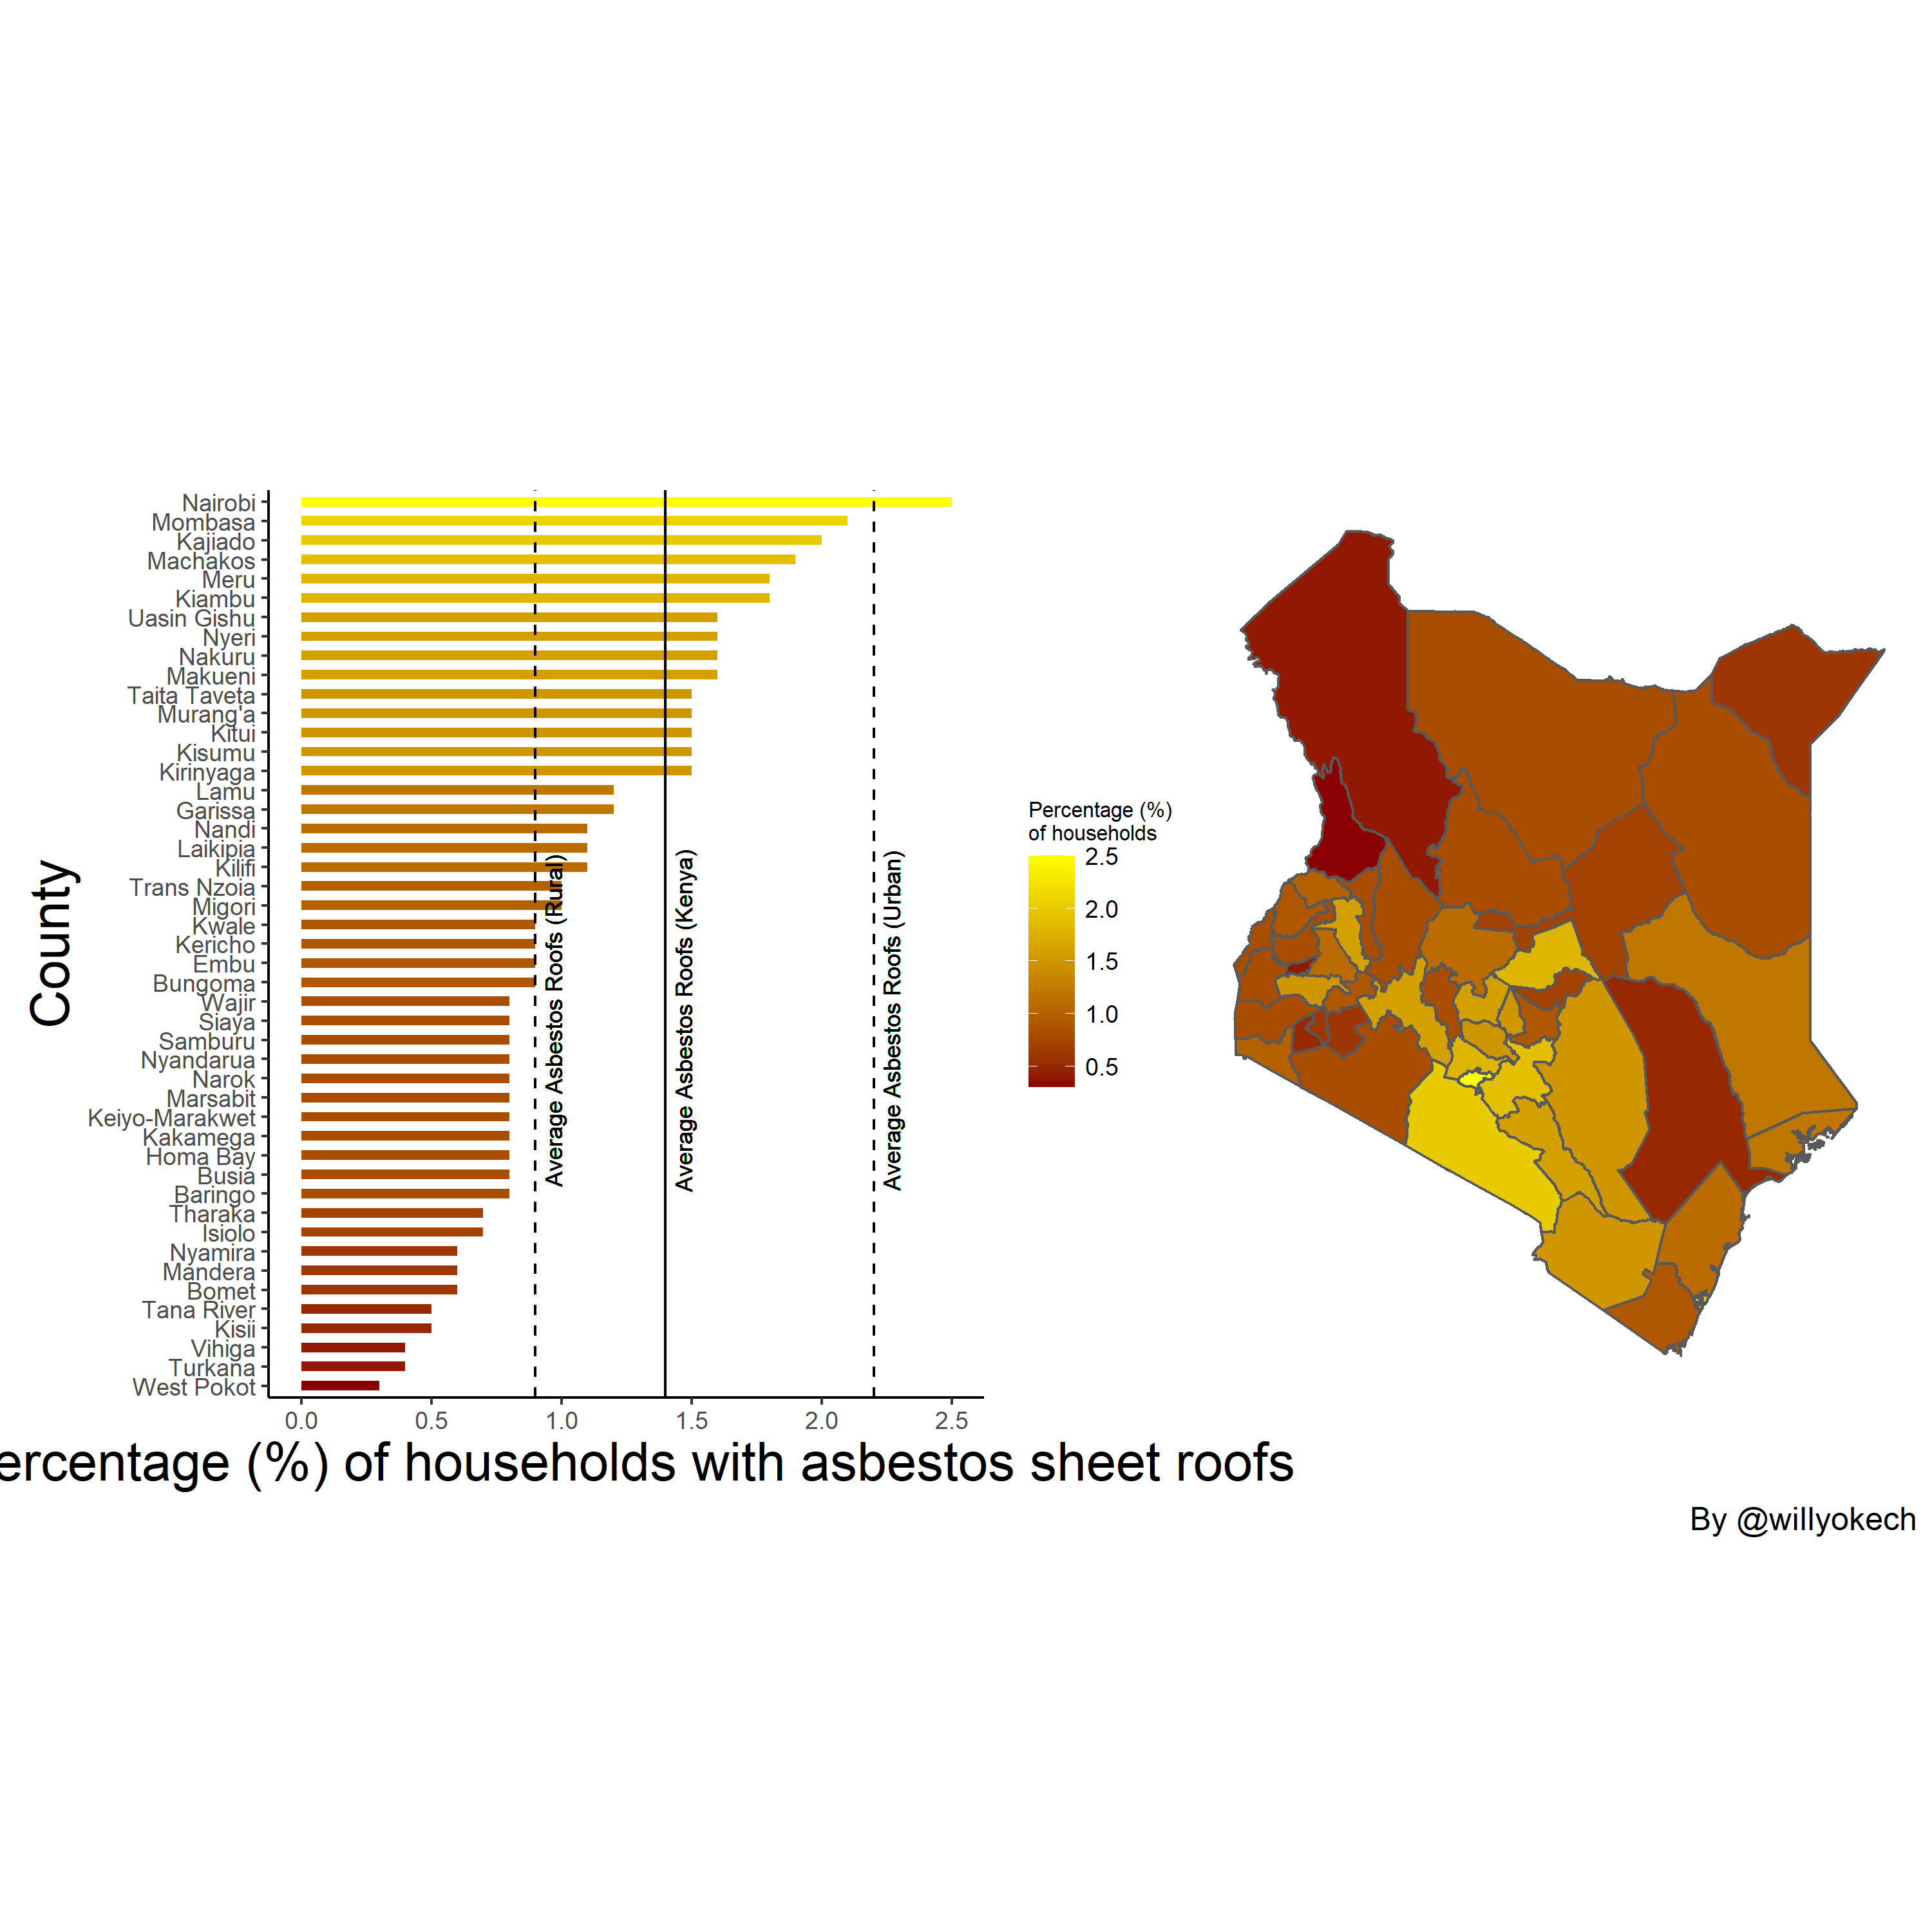 County
Nairobi
Mombasa
Kajiado
Machakos
Meru
Kiambu
Uasin Gishu
Nyeri
Nakuru
Makueni
Taita Taveta
Murang'a
Kitui
Kisumu
Kirinyaga
Lamu
Garissa
Nandi
Laikipia
Kilifi
Trans Nzoia
Migori
Kwale
Kericho
Embu
Bungoma
Wajir
Siaya
Samburu
Nyandarua
Narok
Marsabit
Keiyo-Marakwet
Kakamega
Homa Bay
Busia
Baringo
Tharaka
Isiolo
Nyamira
Mandera
Bomet
Tana River
Kisii
Vihiga
Turkana
West Pokot
Average Asbestos Roofs (Rural)
Average Asbestos Roofs (Kenya)
Average Asbestos Roofs (Urban)
0.0 0.5 1.0 1.5 2.0 2.5
ercentage (%) of households with asbestos sheet roofs
Percentage (%)
of households
2.5
2.0
1.5
1.0
0.5
By @willyokech